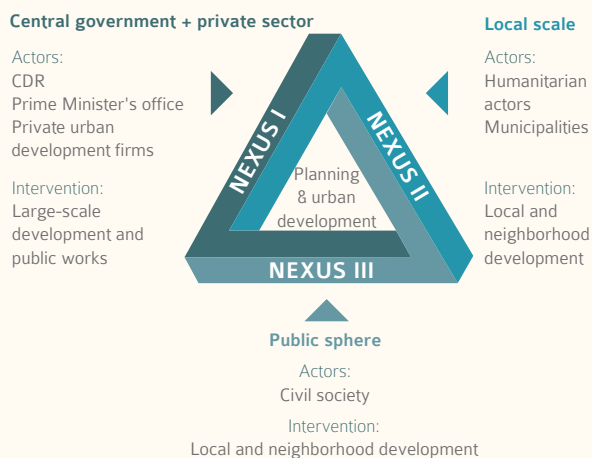 Central government + private sector
Actors:
CDR
Prime Minister's office
Private urban
development firms
Intervention:
Large-scale
development and
public works
Local scale
Actors:
Humanitarian
actors
Municipalities
Intervention:
Local and
neighborhood
development
NEXUS I
NEXUS II
Planning
& urban
development
NEXUS III
Public sphere
Actors:
Civil society
Intervention:
Local and neighborhood development